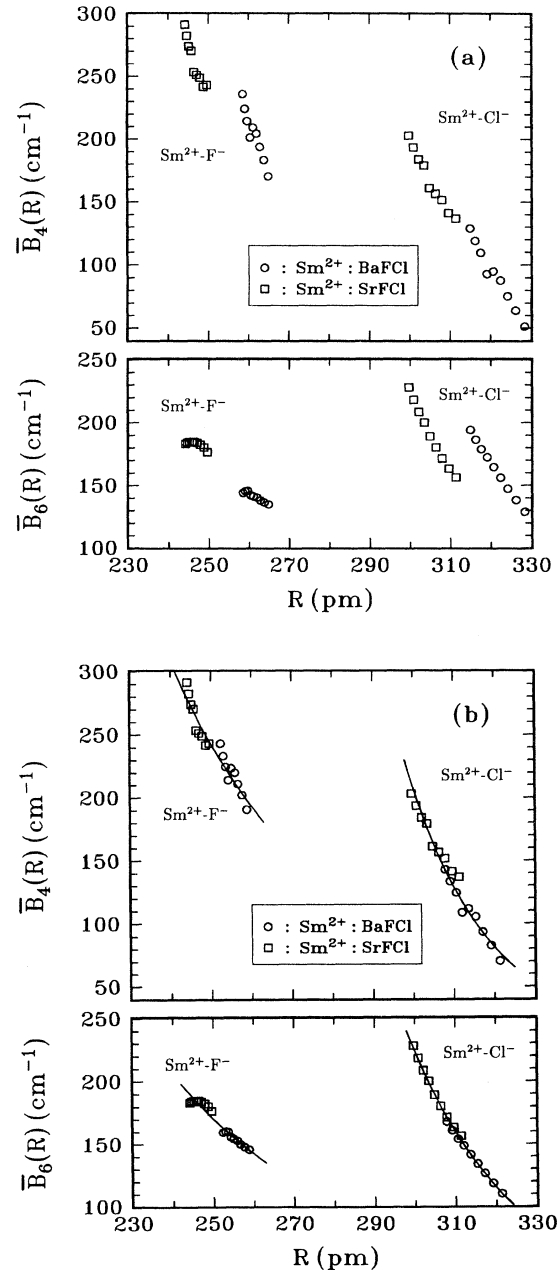 300
250
200
150
100
50
B̅₄(R) (cm⁻¹)
(a)
Sm²⁺-F⁻
Sm²⁺-Cl⁻
○ : Sm²⁺ : BaFCl
□ : Sm²⁺ : SrFCl
250
200
150
100
B̅₆(R) (cm⁻¹)
Sm²⁺-F⁻
Sm²⁺-Cl⁻
230 250 270 290 310 330
R (pm)
300
250
200
150
100
50
B̅₄(R) (cm⁻¹)
(b)
Sm²⁺-F⁻
Sm²⁺-Cl⁻
○ : Sm²⁺ : BaFCl
□ : Sm²⁺ : SrFCl
250
200
150
100
B̅₆(R) (cm⁻¹)
Sm²⁺-F⁻
Sm²⁺-Cl⁻
230 250 270 290 310 330
R (pm)